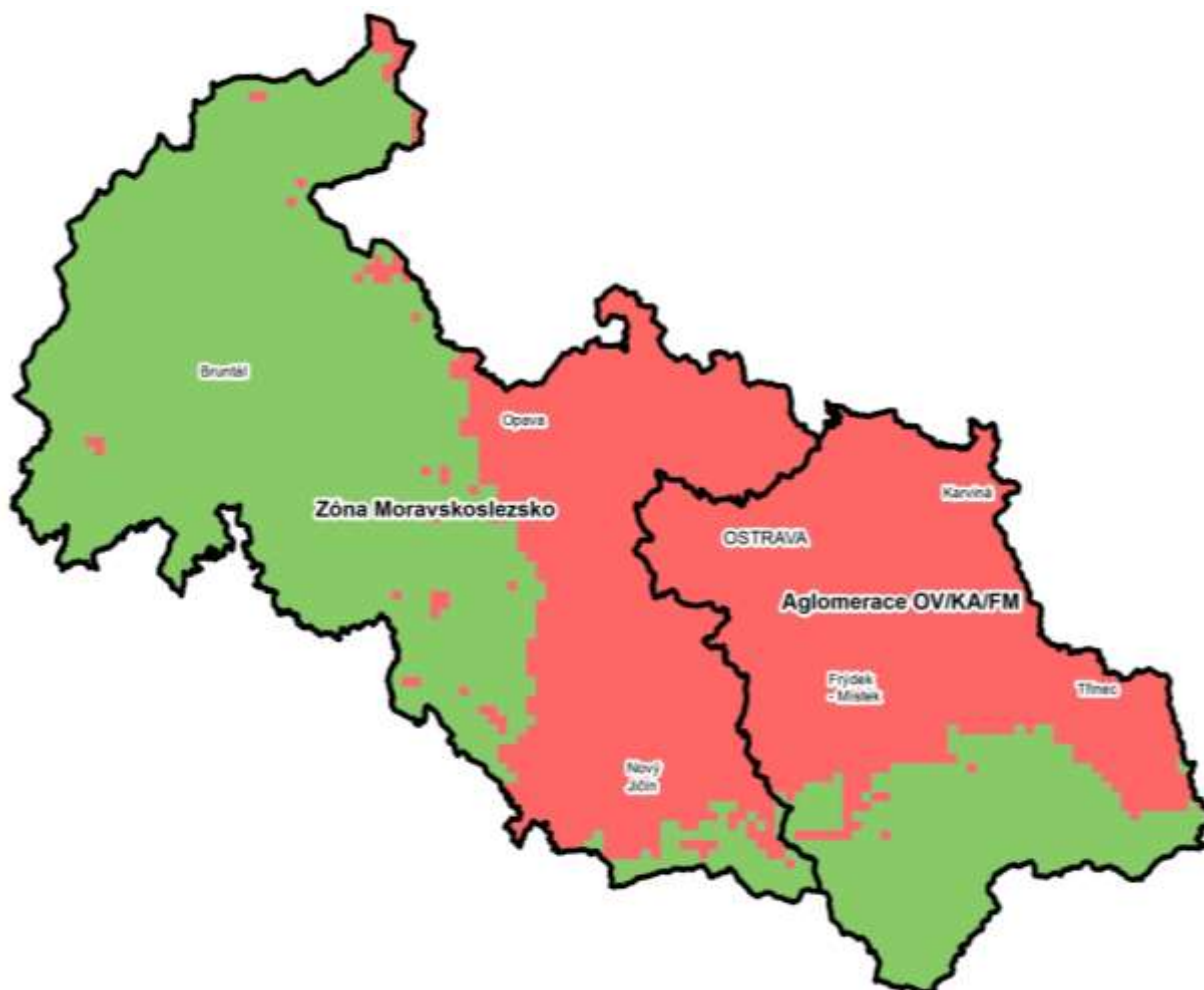 Bruntál
Opava
Zóna Moravskoslezsko
Karviná
OSTRAVA
Aglomerace OV/KA/FM
Frýdek
- Místek
Třinec
Nový
Jičín